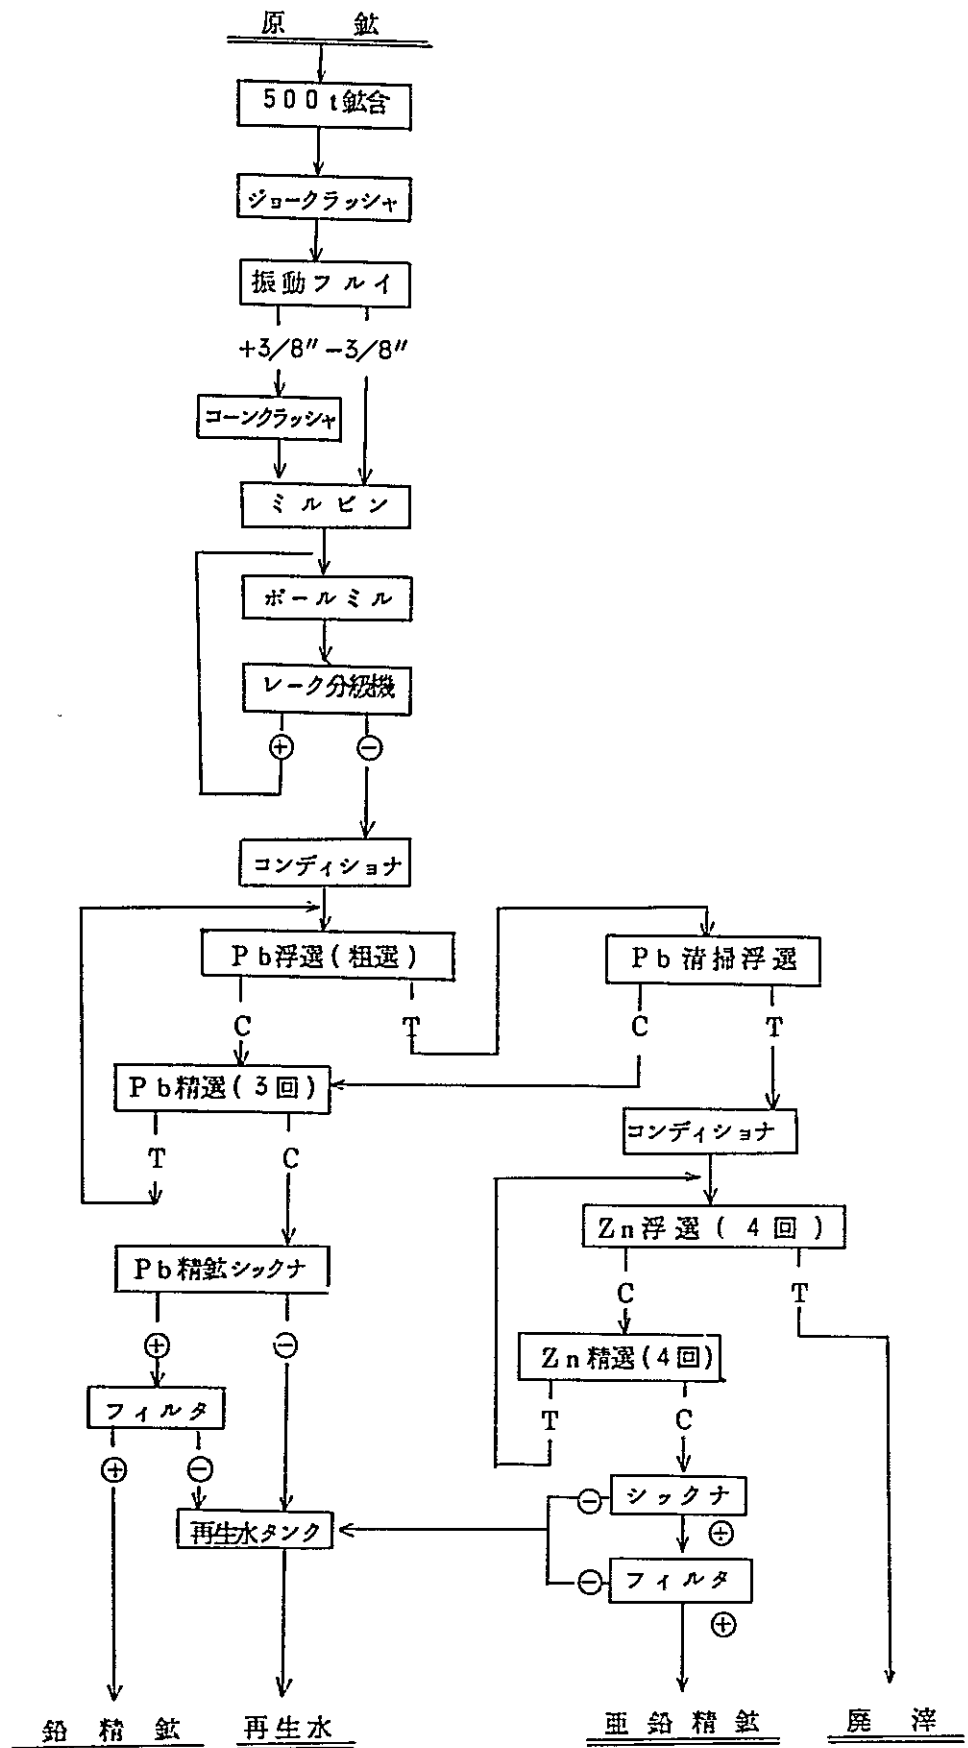 原 鉱
500t鉱舎
ジョークラッシャ
振動フルイ
+3/8″ -3/8″
コーンクラッシャ
ミルビン
ボールミル
レーク分級機
⊕ ⊖
コンディショナ
Pb浮選(粗選)
C T
Pb清掃浮選
C T
Pb精選(3回)
T C
コンディショナ
Zn浮選(4回)
C T
Pb精鉱シックナ
⊕ ⊖
Zn精選(4回)
T C
フィルタ
⊕ ⊖
シックナ
⊖ ⊕
再生水タンク
フィルタ
⊖ ⊕
鉛精鉱
再生水
亜鉛精鉱
廃滓